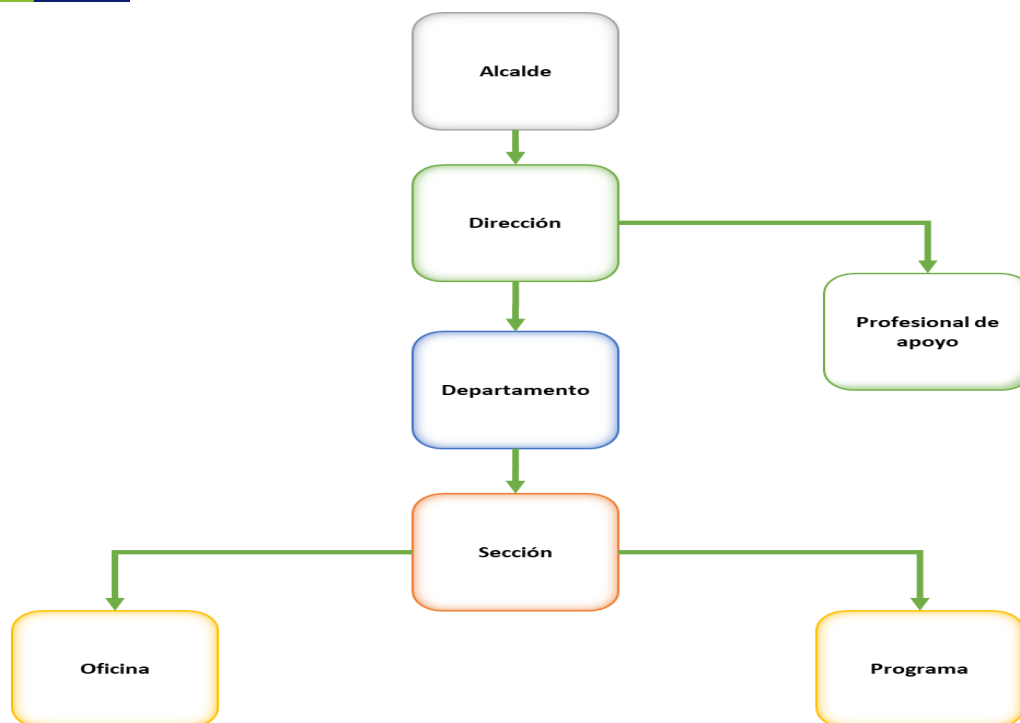 Alcalde
Dirección
Profesional de
apoyo
Departamento
Sección
Oficina
Programa